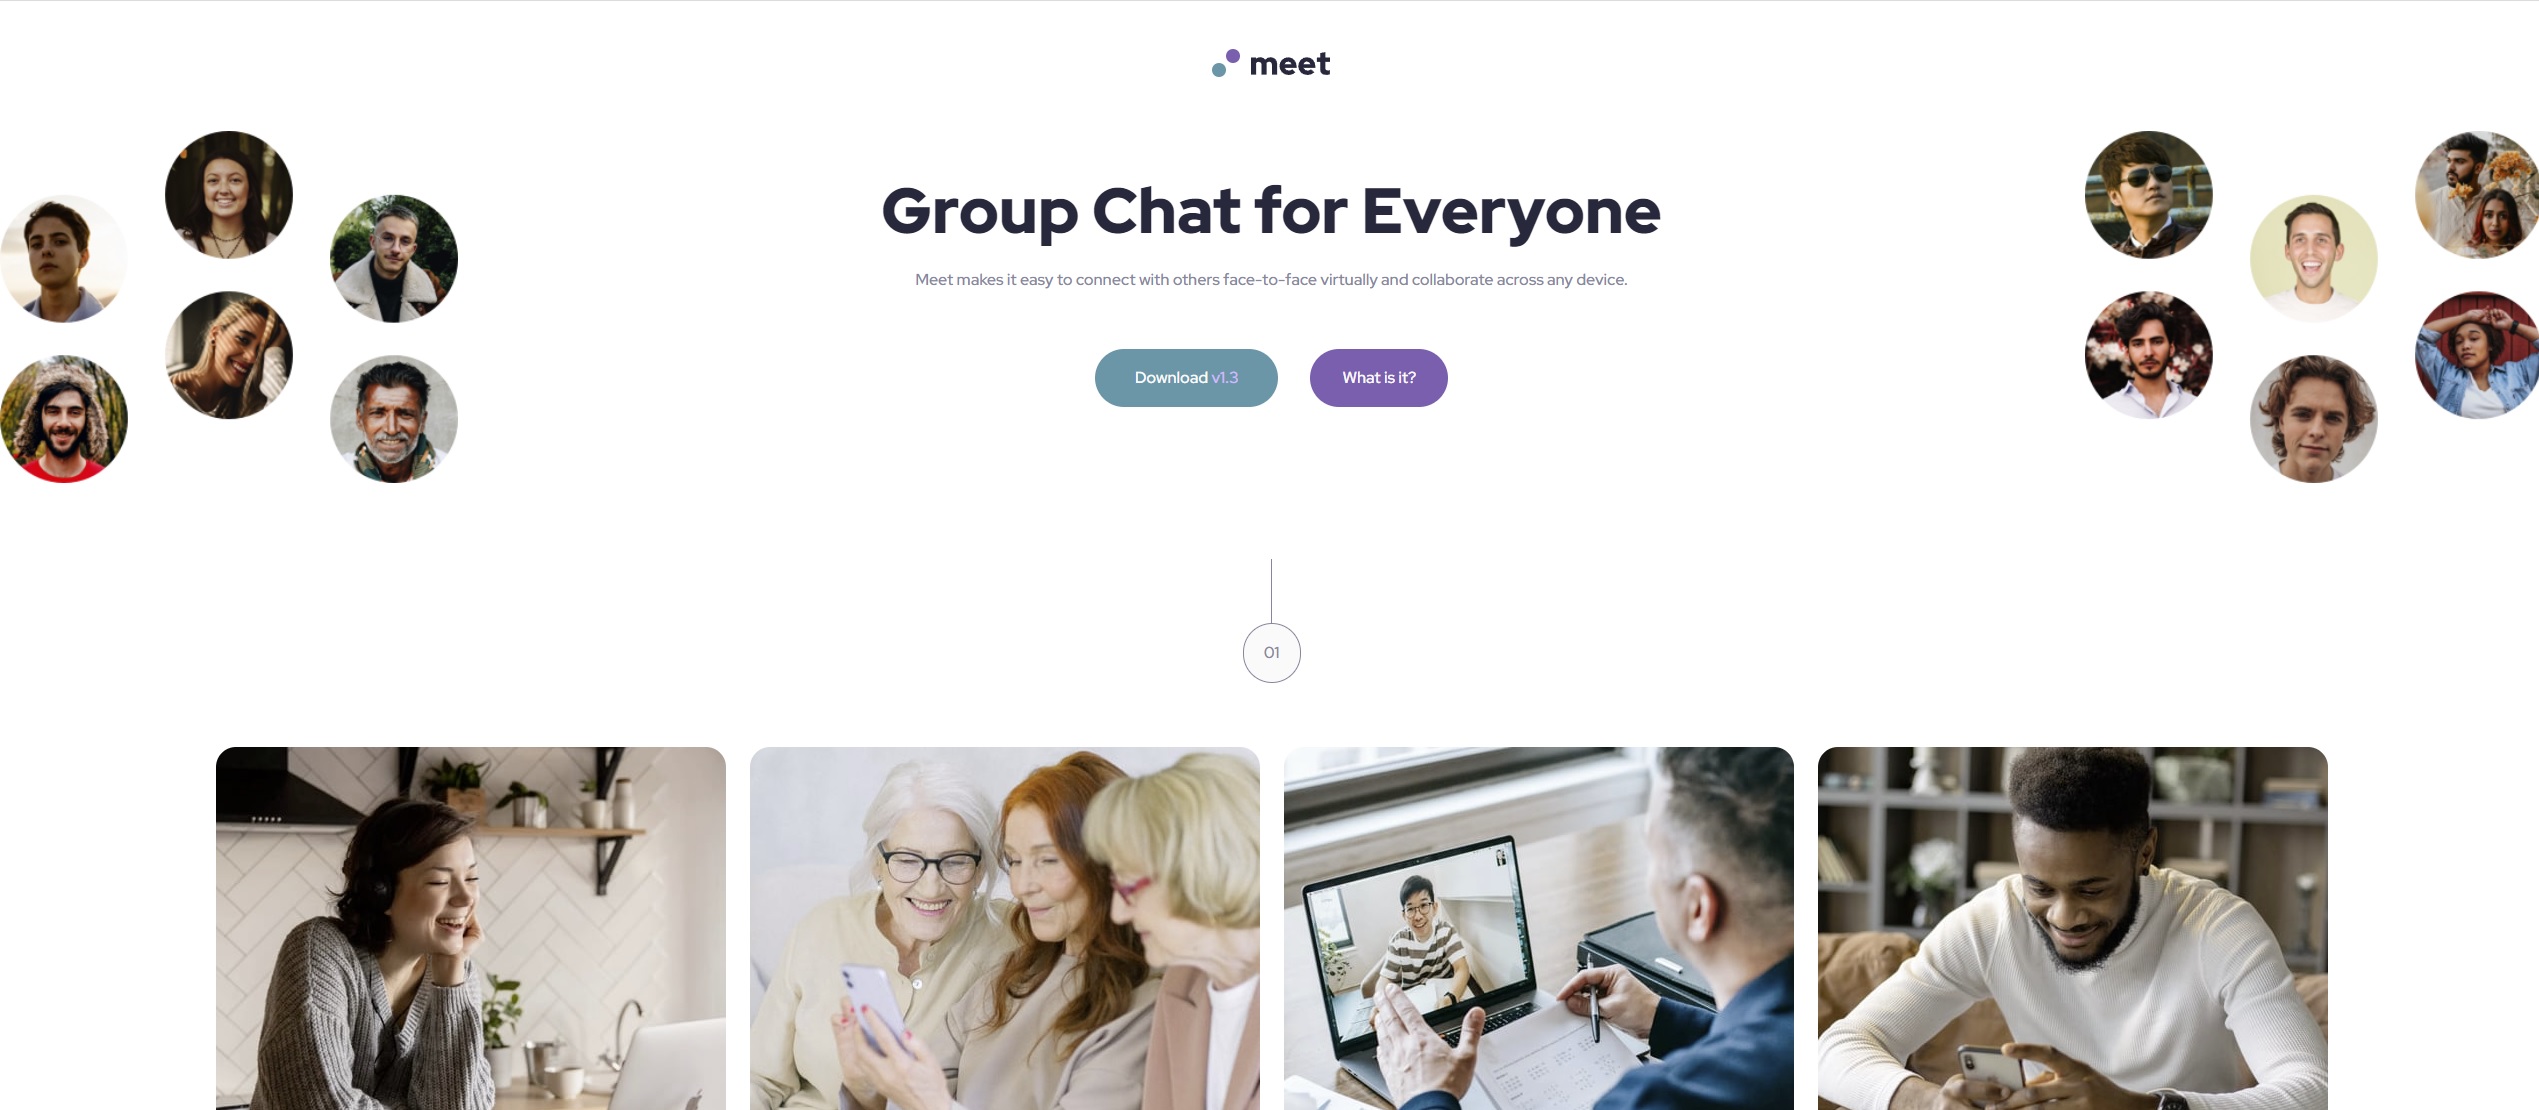 meet
Group Chat for Everyone
Meet makes it easy to connect with others face-to-face virtually and collaborate across any device.
Download v1.3
What is it?
01